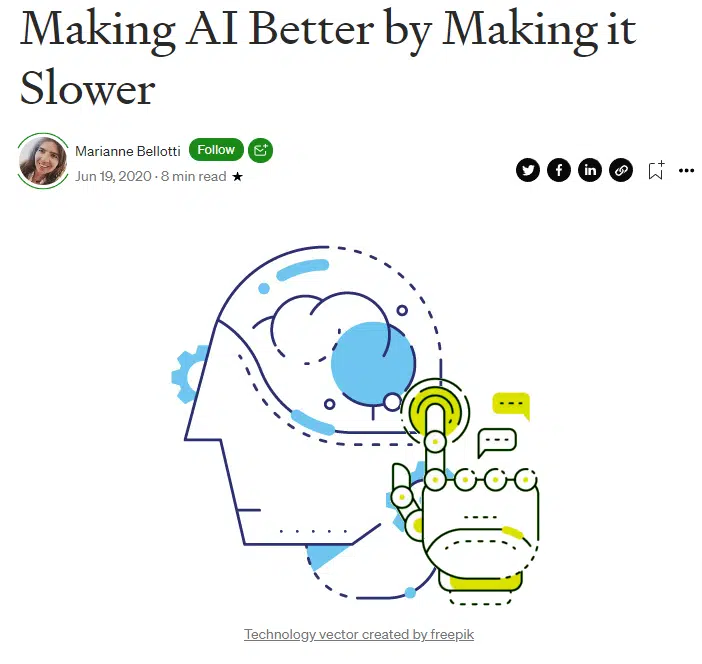 Making AI Better by Making it
Slower
Marianne Bellotti Follow
Jun 19, 2020 · 8 min read ★
Technology vector created by freepik